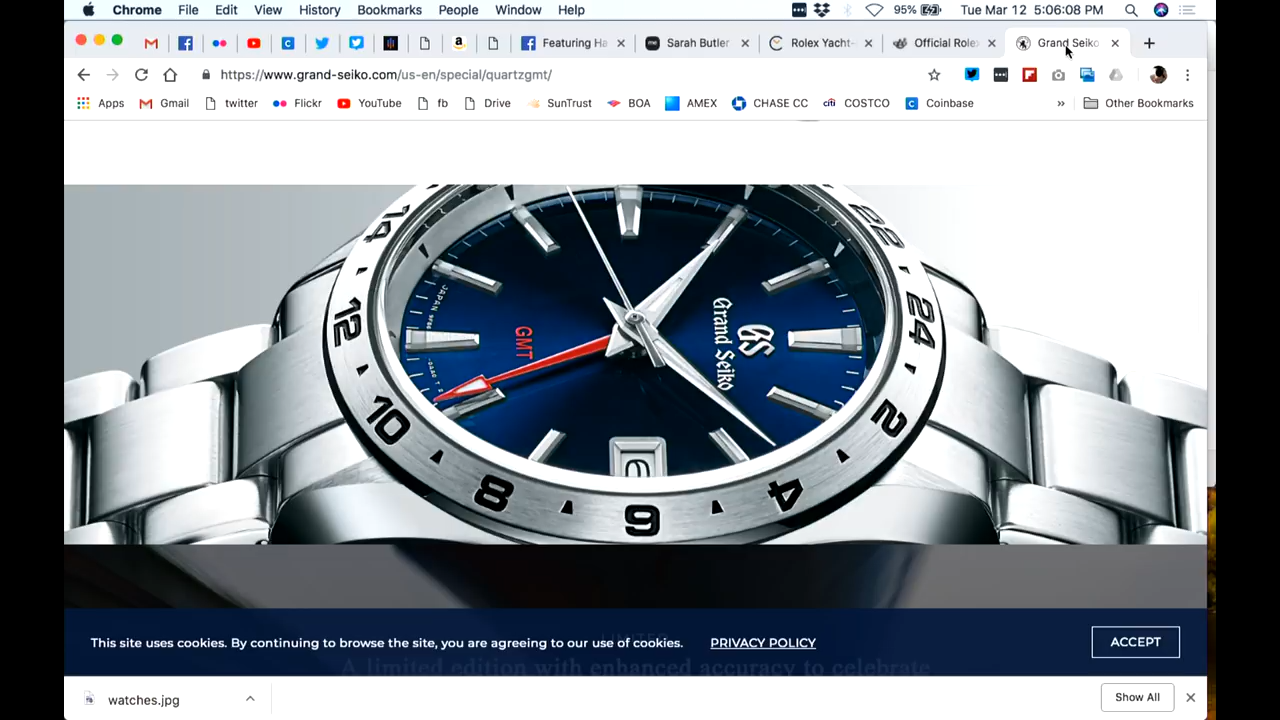 Chrome File Edit View History Bookmarks People Window Help 95% Tue Mar 12 5:06:08 PM
Featuring Ha Sarah Butler Rolex Yacht- Official Role Grand Seiko
https://www.grand-seiko.com/us-en/special/quartzgmt/
Apps Gmail twitter Flickr YouTube fb Drive SunTrust BOA AMEX CHASE CC citi COSTCO Coinbase » Other Bookmarks
14 22
12 GMT GS Grand Seiko 24
JAPAN
10 2
8 6 4
This site uses cookies. By continuing to browse the site, you are agreeing to our use of cookies. PRIVACY POLICY ACCEPT
A limited edition with enhanced accuracy to celebrate
watches.jpg Show All